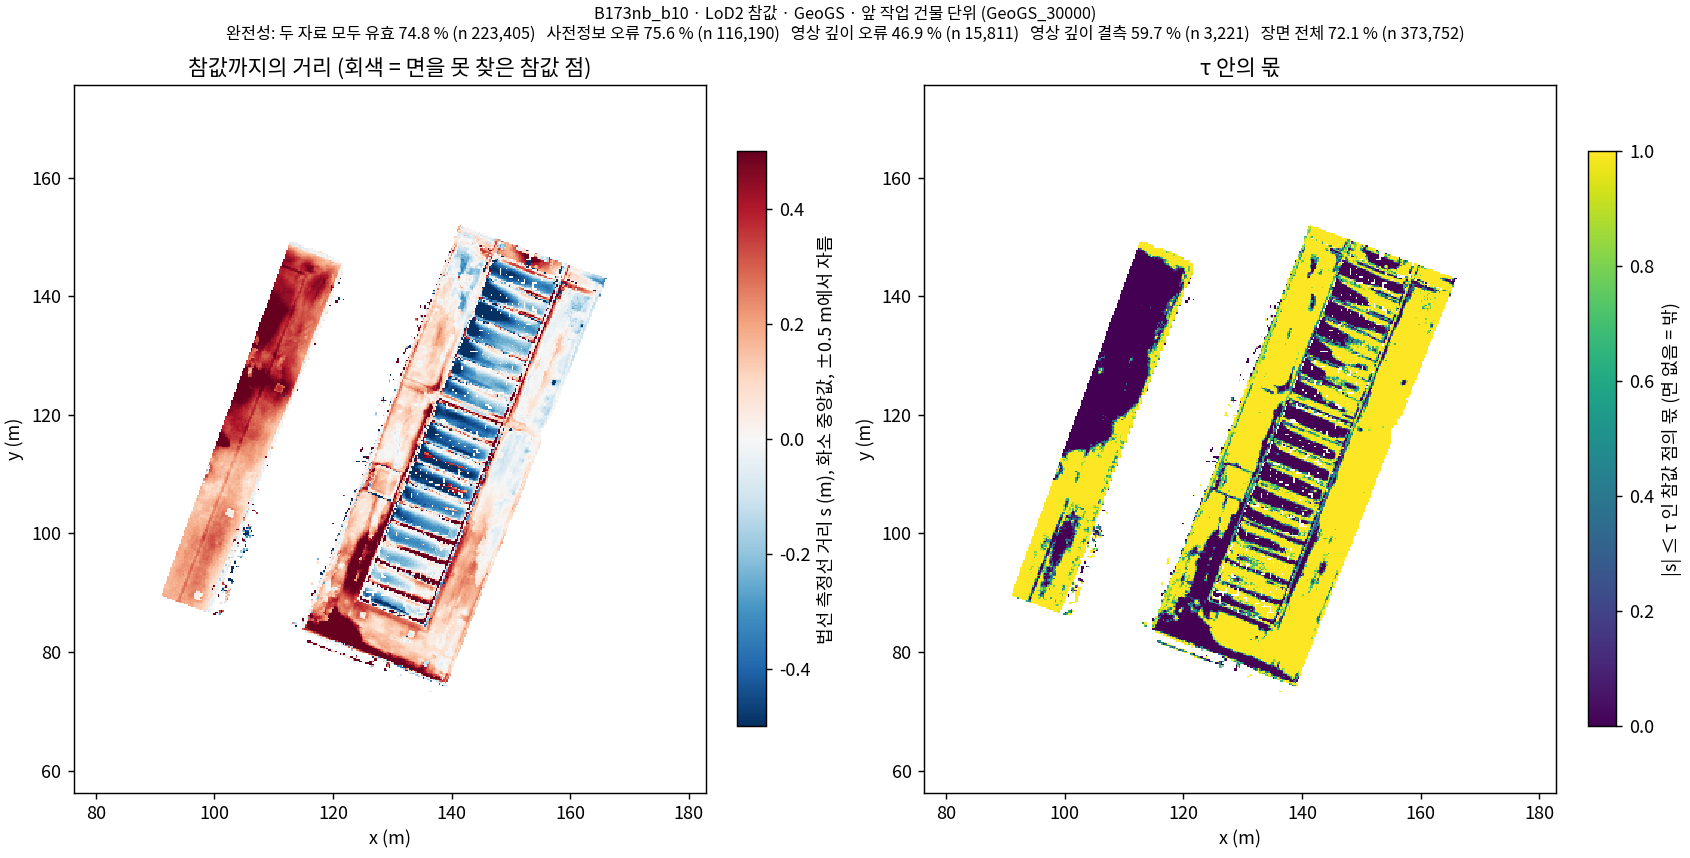 B173nb_b10 · LoD2 참값 · GeoGS · 앞 작업 건물 단위 (GeoGS_30000)
완전성: 두 자료 모두 유효 74.8 % (n 223,405)   사전정보 오류 75.6 % (n 116,190)   영상 깊이 오류 46.9 % (n 15,811)   영상 깊이 결측 59.7 % (n 3,221)   장면 전체 72.1 % (n 373,752)
참값까지의 거리 (회색 = 면을 못 찾은 참값 점)
160
140
120
100
80
60
80 100 120 140 160 180
x (m)
y (m)
0.4
0.2
0.0
-0.2
-0.4
법선 측정선 거리 s (m), 화소 중앙값, ±0.5 m에서 자름
τ 안의 몫
160
140
120
100
80
60
80 100 120 140 160 180
x (m)
y (m)
1.0
0.8
0.6
0.4
0.2
0.0
|s| ≤ τ 인 참값 점의 몫 (면 없음 = 밖)